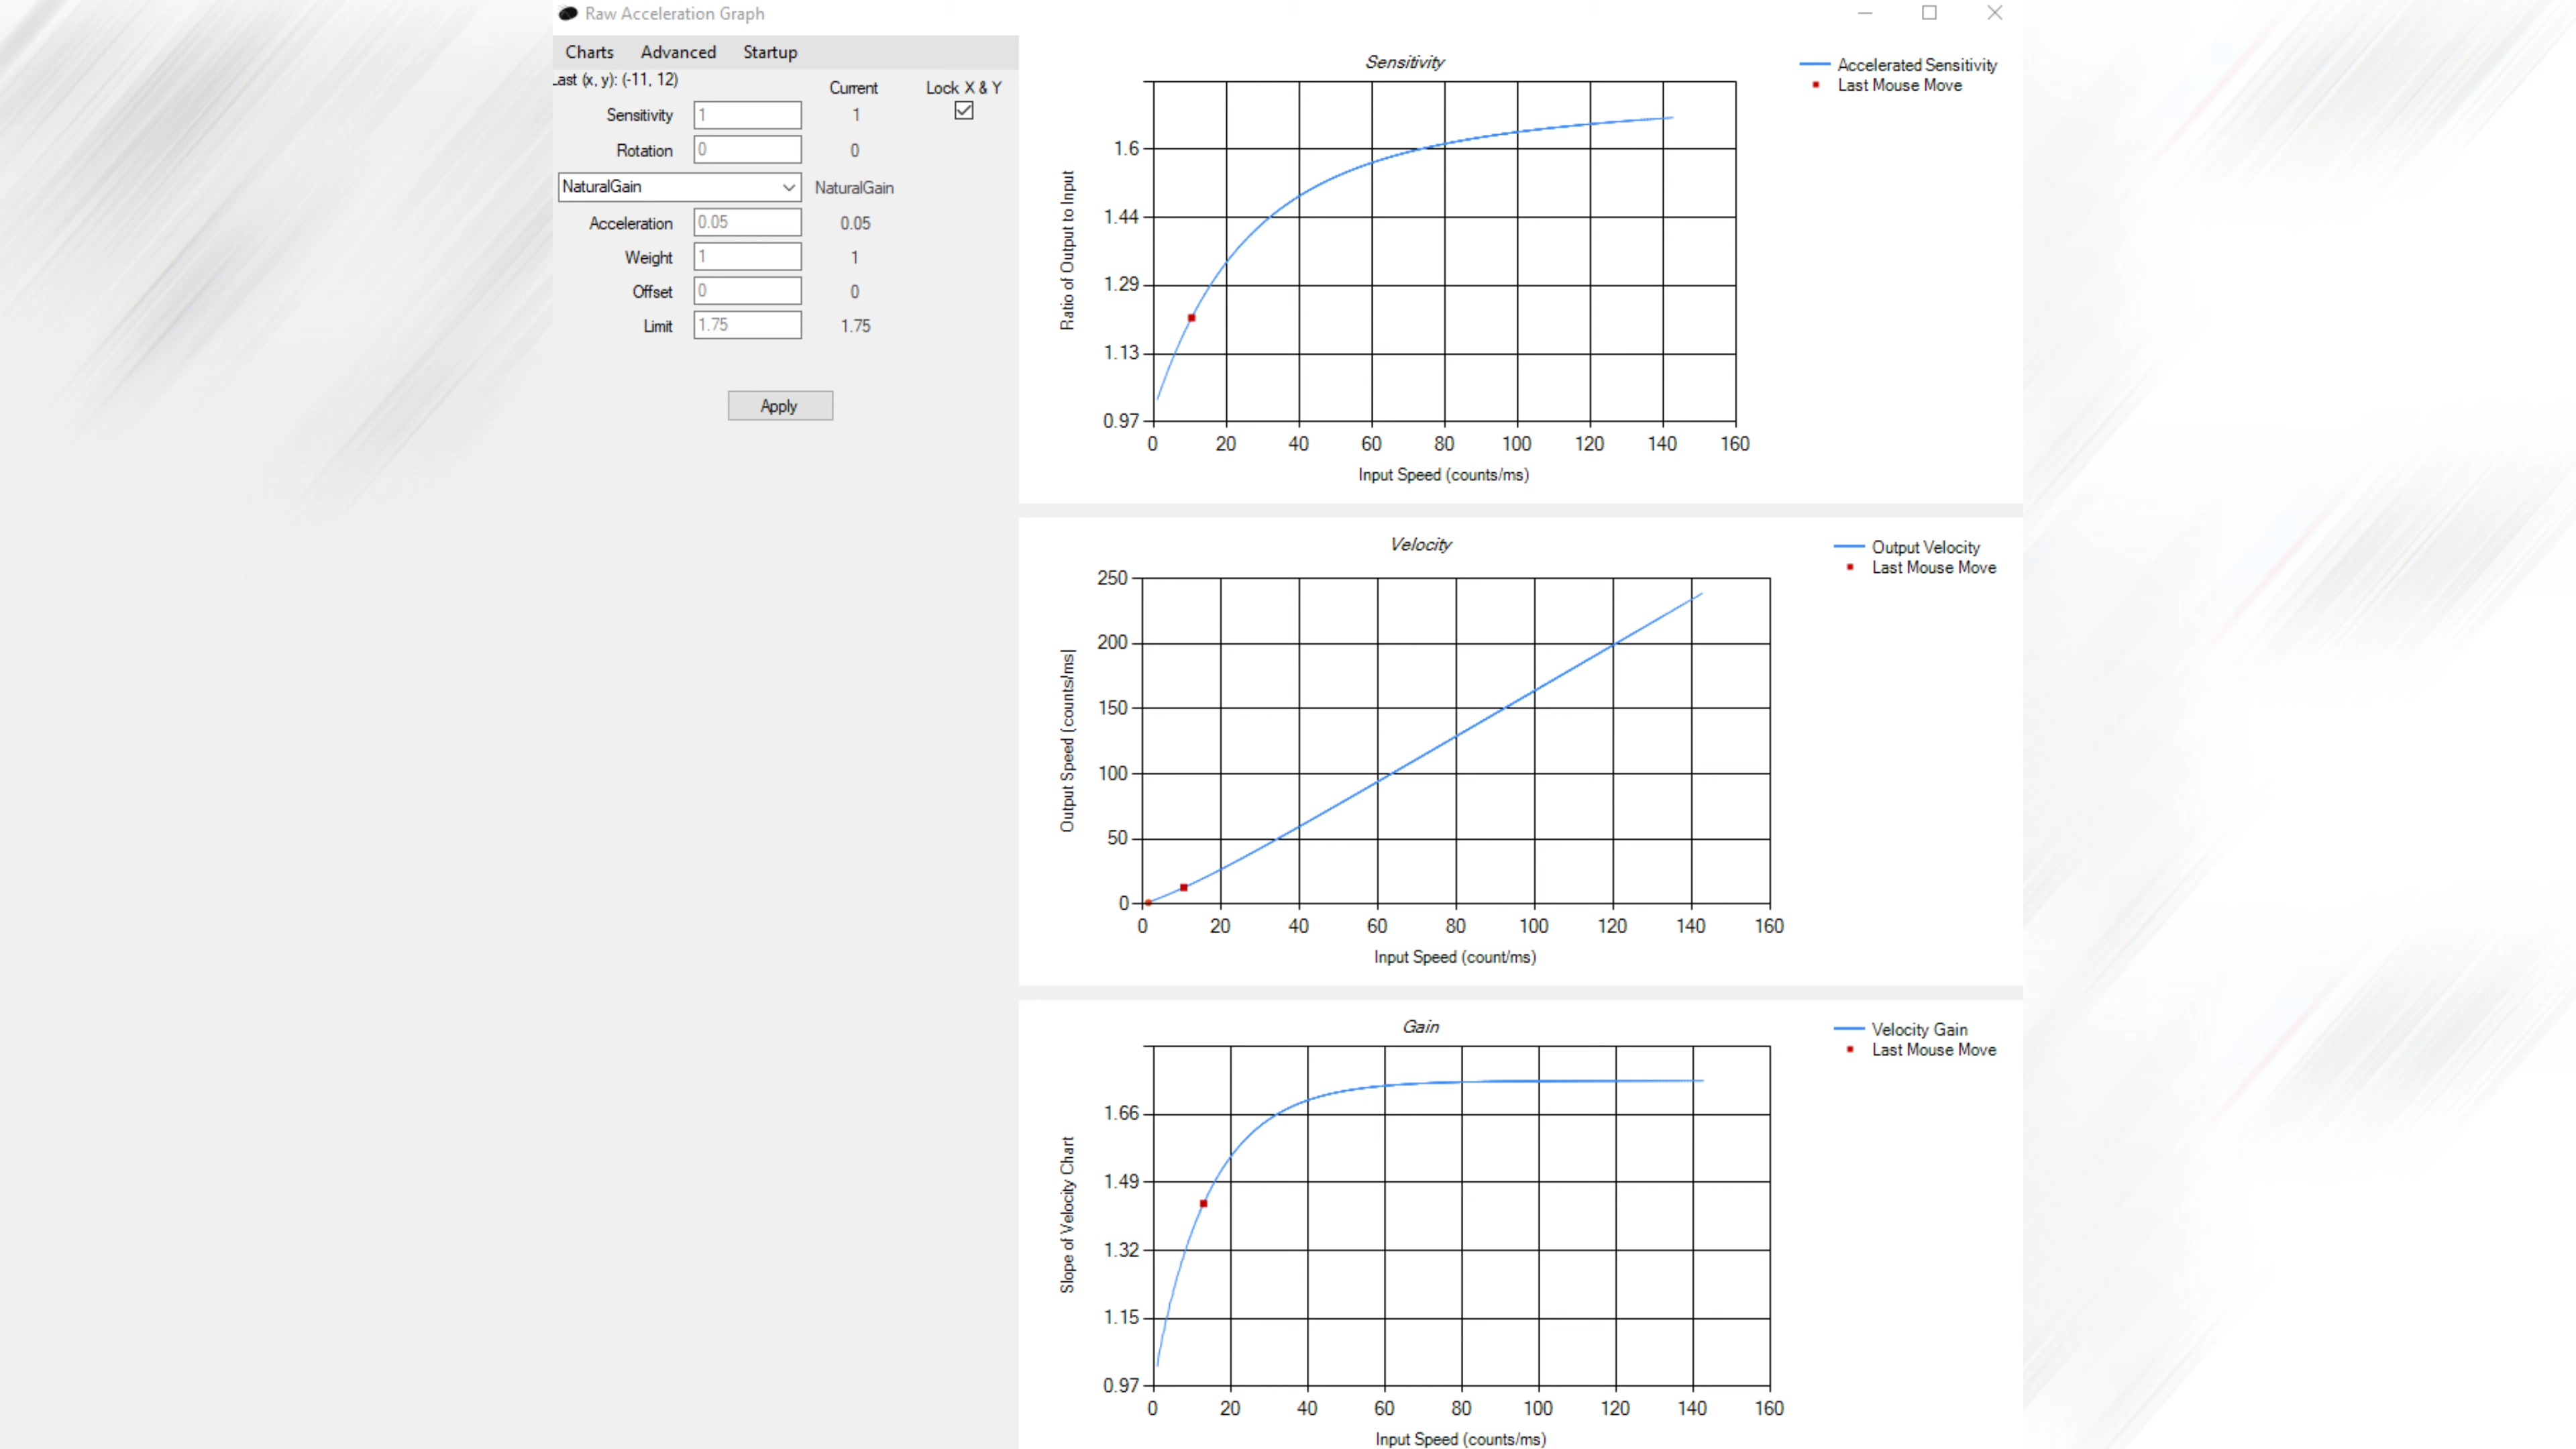 Raw Acceleration Graph
Charts Advanced Startup
Last (x, y): (-11, 12)
Current
Lock X & Y
Sensitivity 1 1
Rotation 0 0
NaturalGain NaturalGain
Acceleration 0.05 0.05
Weight 1 1
Offset 0 0
Limit 1.75 1.75
Apply
Sensitivity
Accelerated Sensitivity
Last Mouse Move
Ratio of Output to Input
1.6
1.44
1.29
1.13
0.97
0 20 40 60 80 100 120 140 160
Input Speed (counts/ms)
Velocity
Output Velocity
Last Mouse Move
Output Speed (counts/ms)
250
200
150
100
50
0
0 20 40 60 80 100 120 140 160
Input Speed (count/ms)
Gain
Velocity Gain
Last Mouse Move
Slope of Velocity Chart
1.66
1.49
1.32
1.15
0.97
0 20 40 60 80 100 120 140 160
Input Speed (counts/ms)